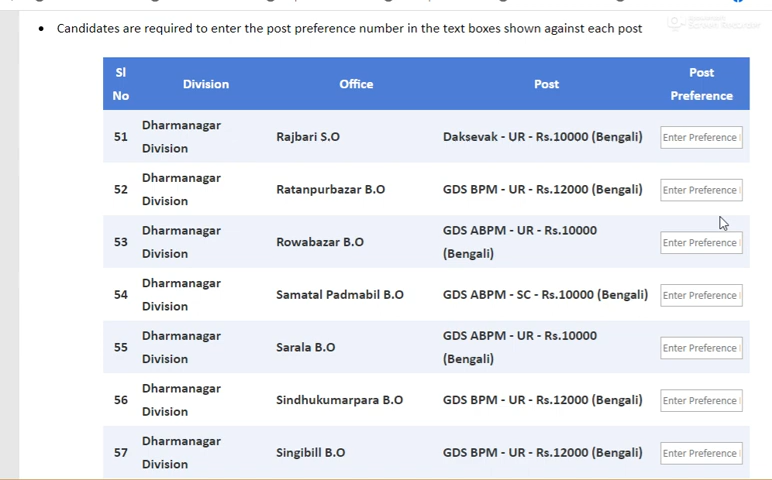 Candidates are required to enter the post preference number in the text boxes shown against each post
Sl No Division Office Post Post Preference
51 Dharmanagar Division Rajbari S.O Daksevak - UR - Rs.10000 (Bengali) Enter Preference
52 Dharmanagar Division Ratanpurbazar B.O GDS BPM - UR - Rs.12000 (Bengali) Enter Preference
53 Dharmanagar Division Rowabazar B.O GDS ABPM - UR - Rs.10000 (Bengali) Enter Preference
54 Dharmanagar Division Samatal Padmabil B.O GDS ABPM - SC - Rs.10000 (Bengali) Enter Preference
55 Dharmanagar Division Sarala B.O GDS ABPM - UR - Rs.10000 (Bengali) Enter Preference
56 Dharmanagar Division Sindhukumarpara B.O GDS BPM - UR - Rs.12000 (Bengali) Enter Preference
57 Dharmanagar Division Singibill B.O GDS BPM - UR - Rs.12000 (Bengali) Enter Preference